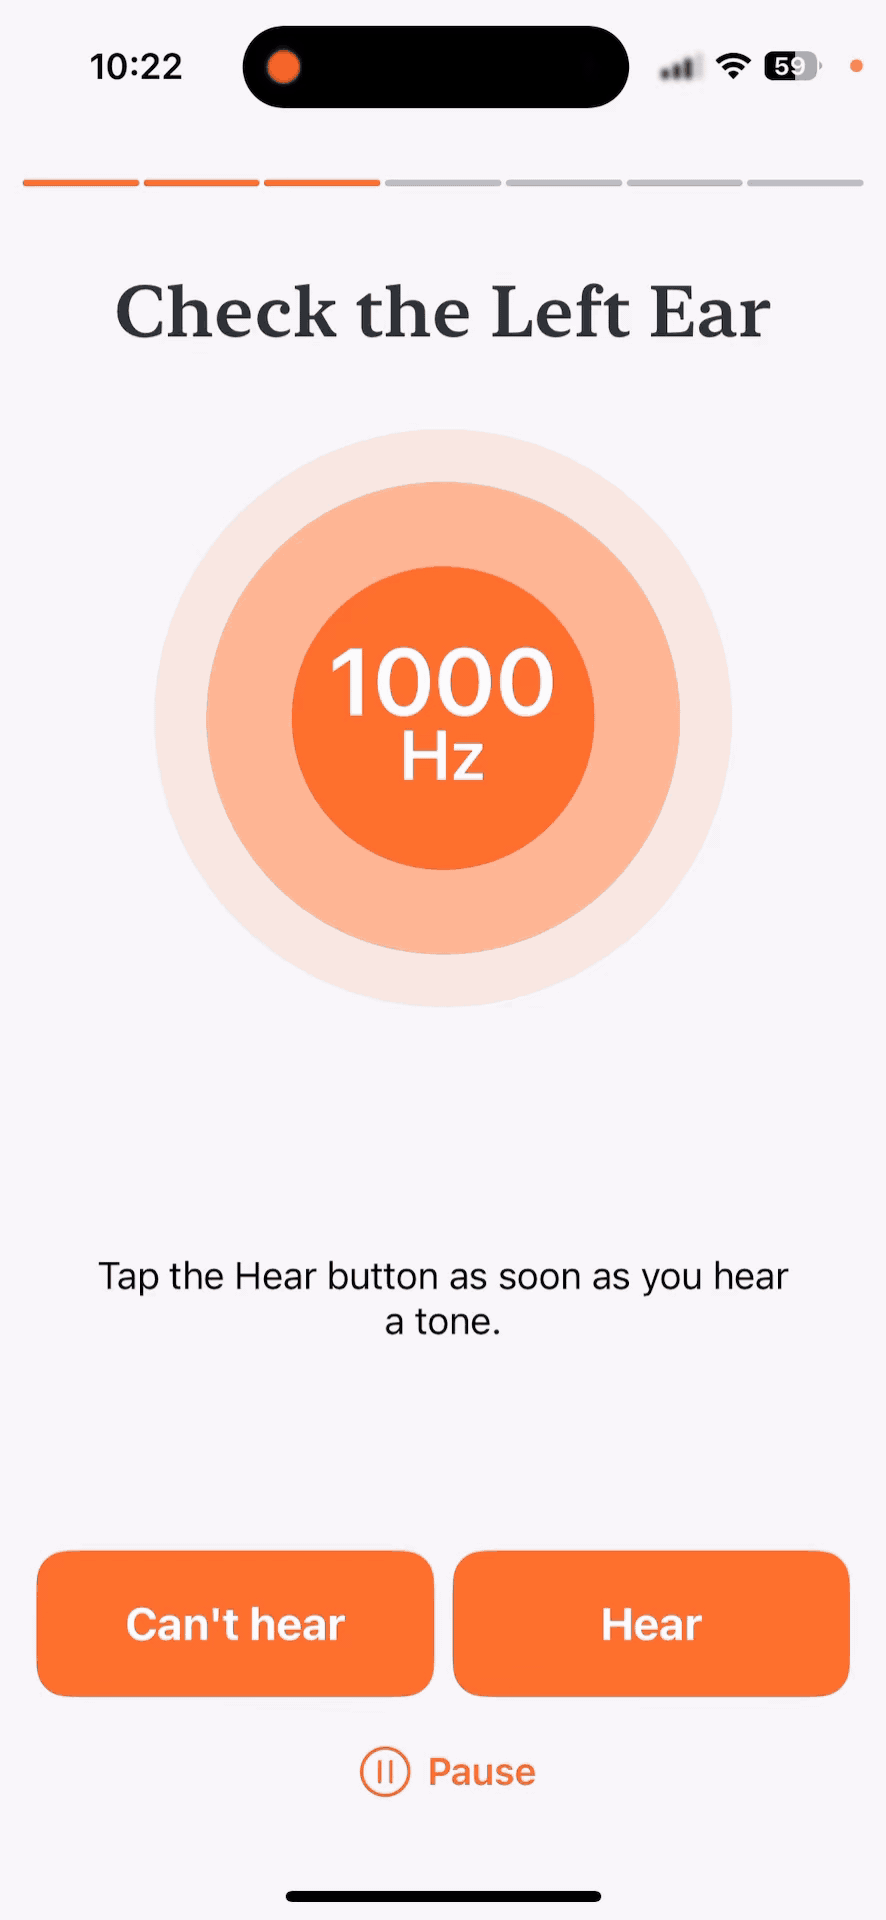 10:22
59
Check the Left Ear
1000
Hz
Tap the Hear button as soon as you hear
a tone.
Can't hear
Hear
Pause